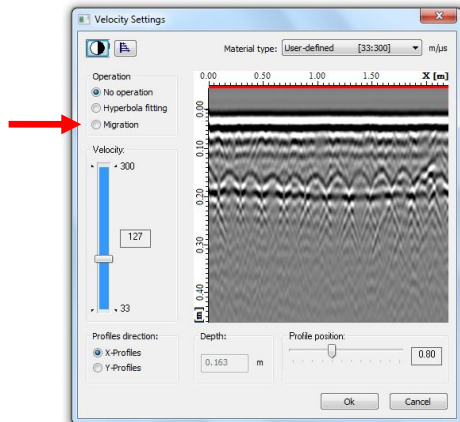 Velocity Settings
Material type: User-defined [33:300] m/µs
Operation
No operation
Hyperbola fitting
Migration
0.00 0.50 1.00 1.50 X [m]
0.00
0.10
0.20
0.30
0.40
[m]
Velocity:
300
127
33
Profiles direction:
X-Profiles
Y-Profiles
Depth:
0.163 m
Profile position:
0.80
Ok Cancel